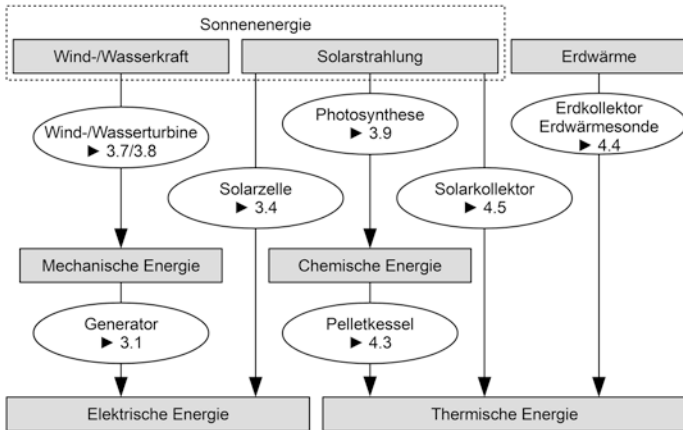 Sonnenenergie
Wind-/Wasserkraft
Solarstrahlung
Erdwärme
Wind-/Wasserturbine
► 3.7/3.8
Photosynthese
► 3.9
Erdkollektor
Erdwärmesonde
► 4.4
Solarzelle
► 3.4
Solarkollektor
► 4.5
Mechanische Energie
Chemische Energie
Generator
► 3.1
Pelletkessel
► 4.3
Elektrische Energie
Thermische Energie